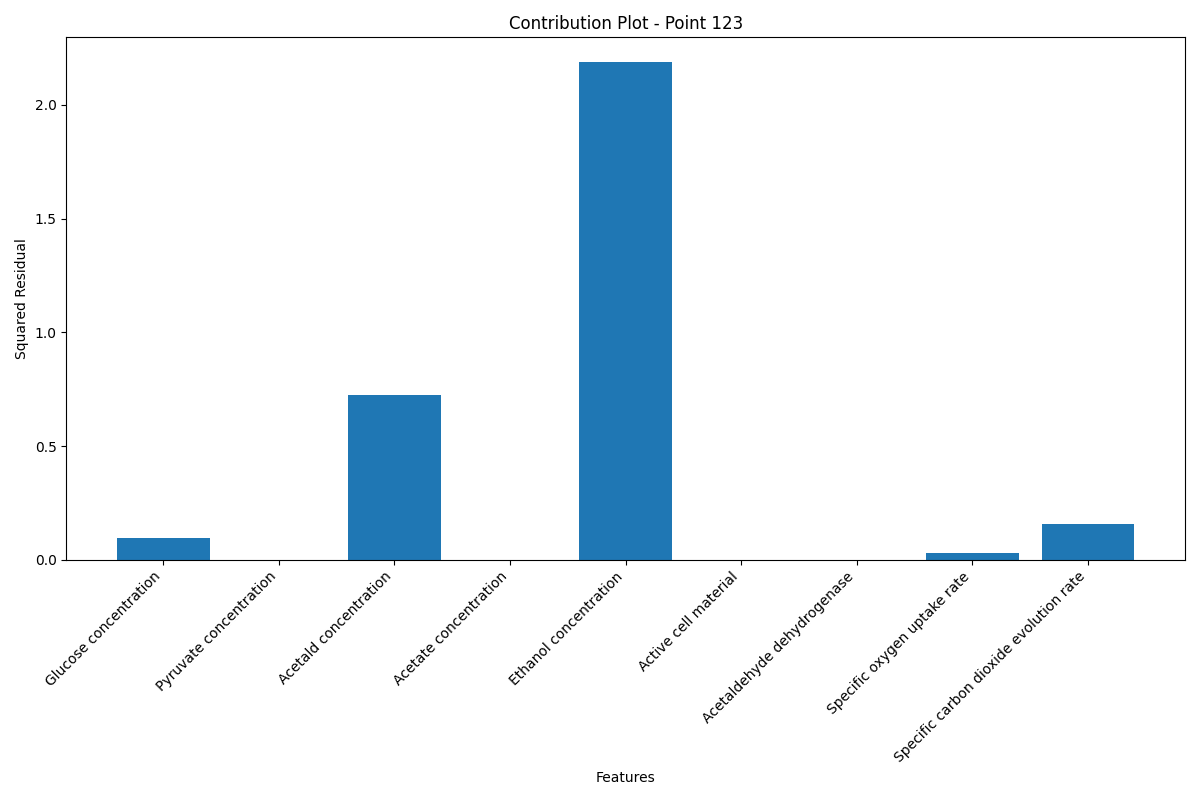 Contribution Plot - Point 123
Squared Residual
2.0
1.5
1.0
0.5
0.0
Glucose concentration
Pyruvate concentration
Acetald concentration
Acetate concentration
Ethanol concentration
Active cell material
Acetaldehyde dehydrogenase
Specific oxygen uptake rate
Specific carbon dioxide evolution rate
Features